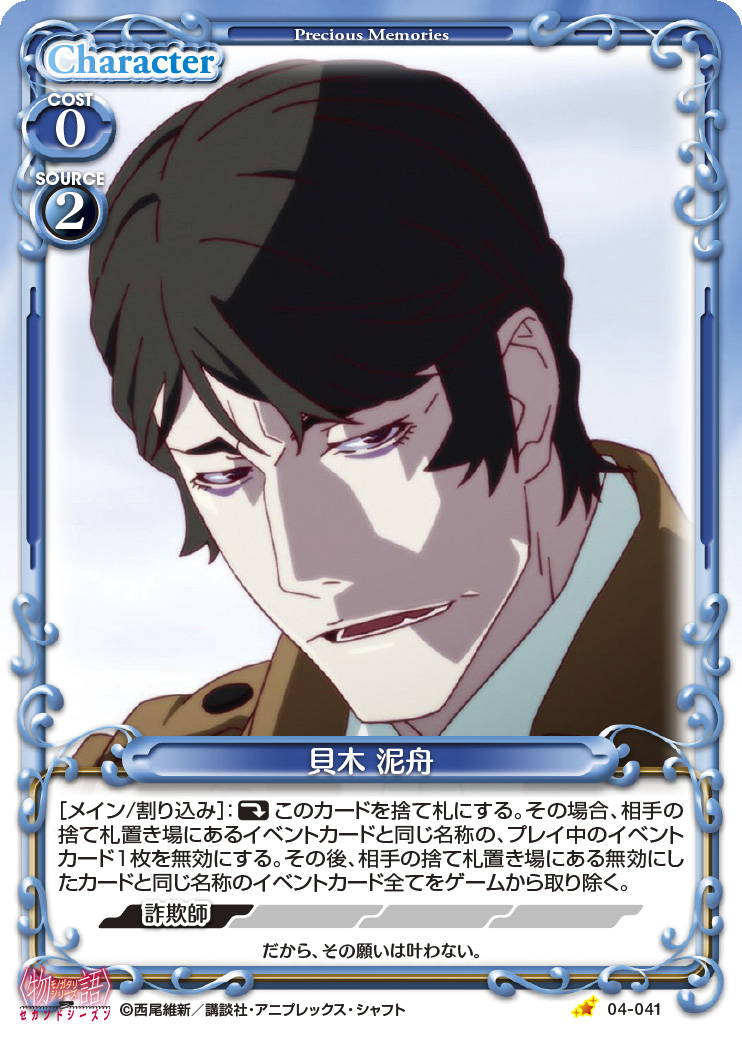 Precious Memories
Character
COST
0
SOURCE
2
貝木 泥舟
[メイン/割り込み]: このカードを捨て札にする。その場合、相手の
捨て札置き場にあるイベントカードと同じ名称の、プレイ中のイベント
カード1枚を無効にする。その後、相手の捨て札置き場にある無効にし
たカードと同じ名称のイベントカード全てをゲームから取り除く。
詐欺師
だから、その願いは叶わない。
〈物語〉
モノガタリ
シリーズ
セカンドシーズン
©西尾維新/講談社・アニプレックス・シャフト
04-041